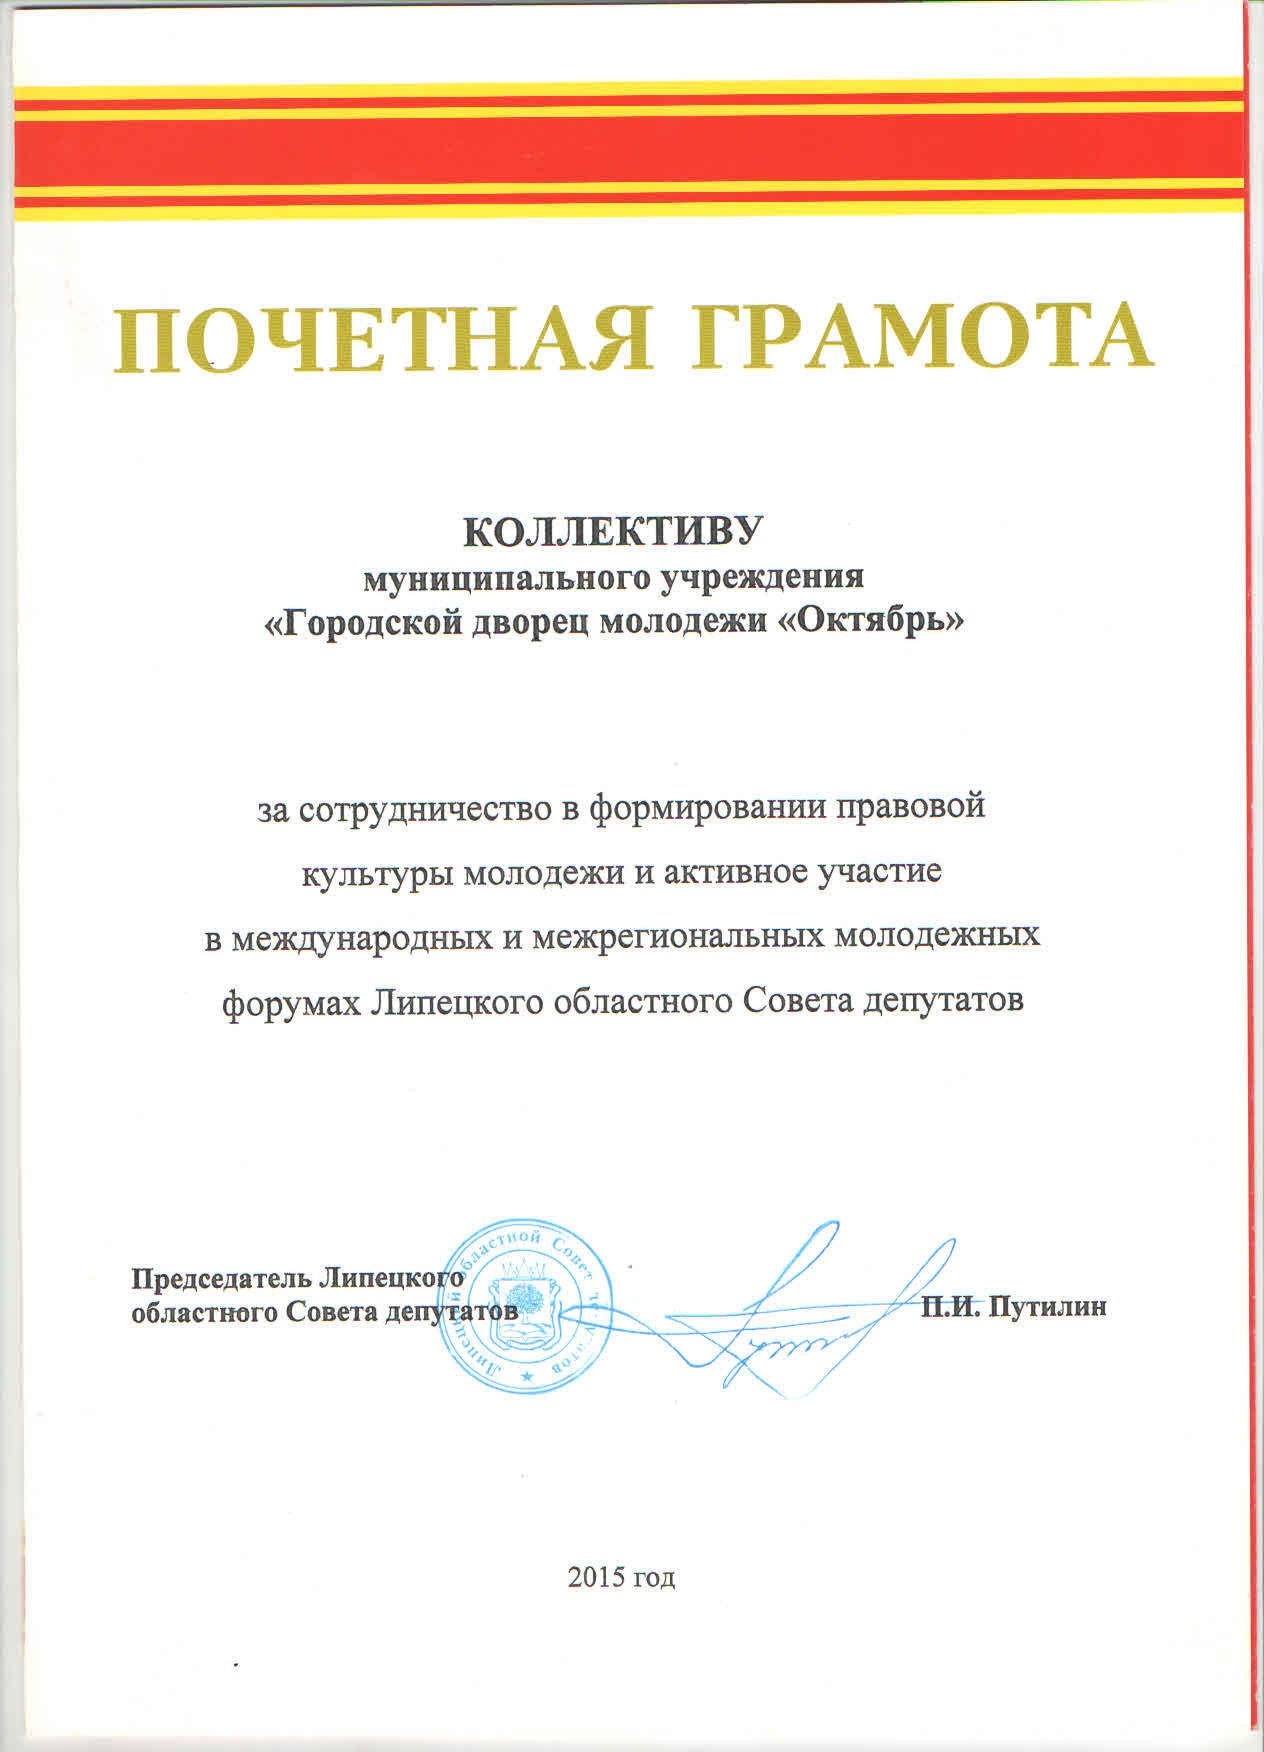 ПОЧЕТНАЯ ГРАМОТА
КОЛЛЕКТИВУ
муниципального учреждения
«Городской дворец молодежи «Октябрь»
за сотрудничество в формировании правовой
культуры молодежи и активное участие
в международных и межрегиональных молодежных
форумах Липецкого областного Совета депутатов
Председатель Липецкого
областного Совета депутатов
Липецкий областной Совет депутатов
П.И. Путилин
2015 год